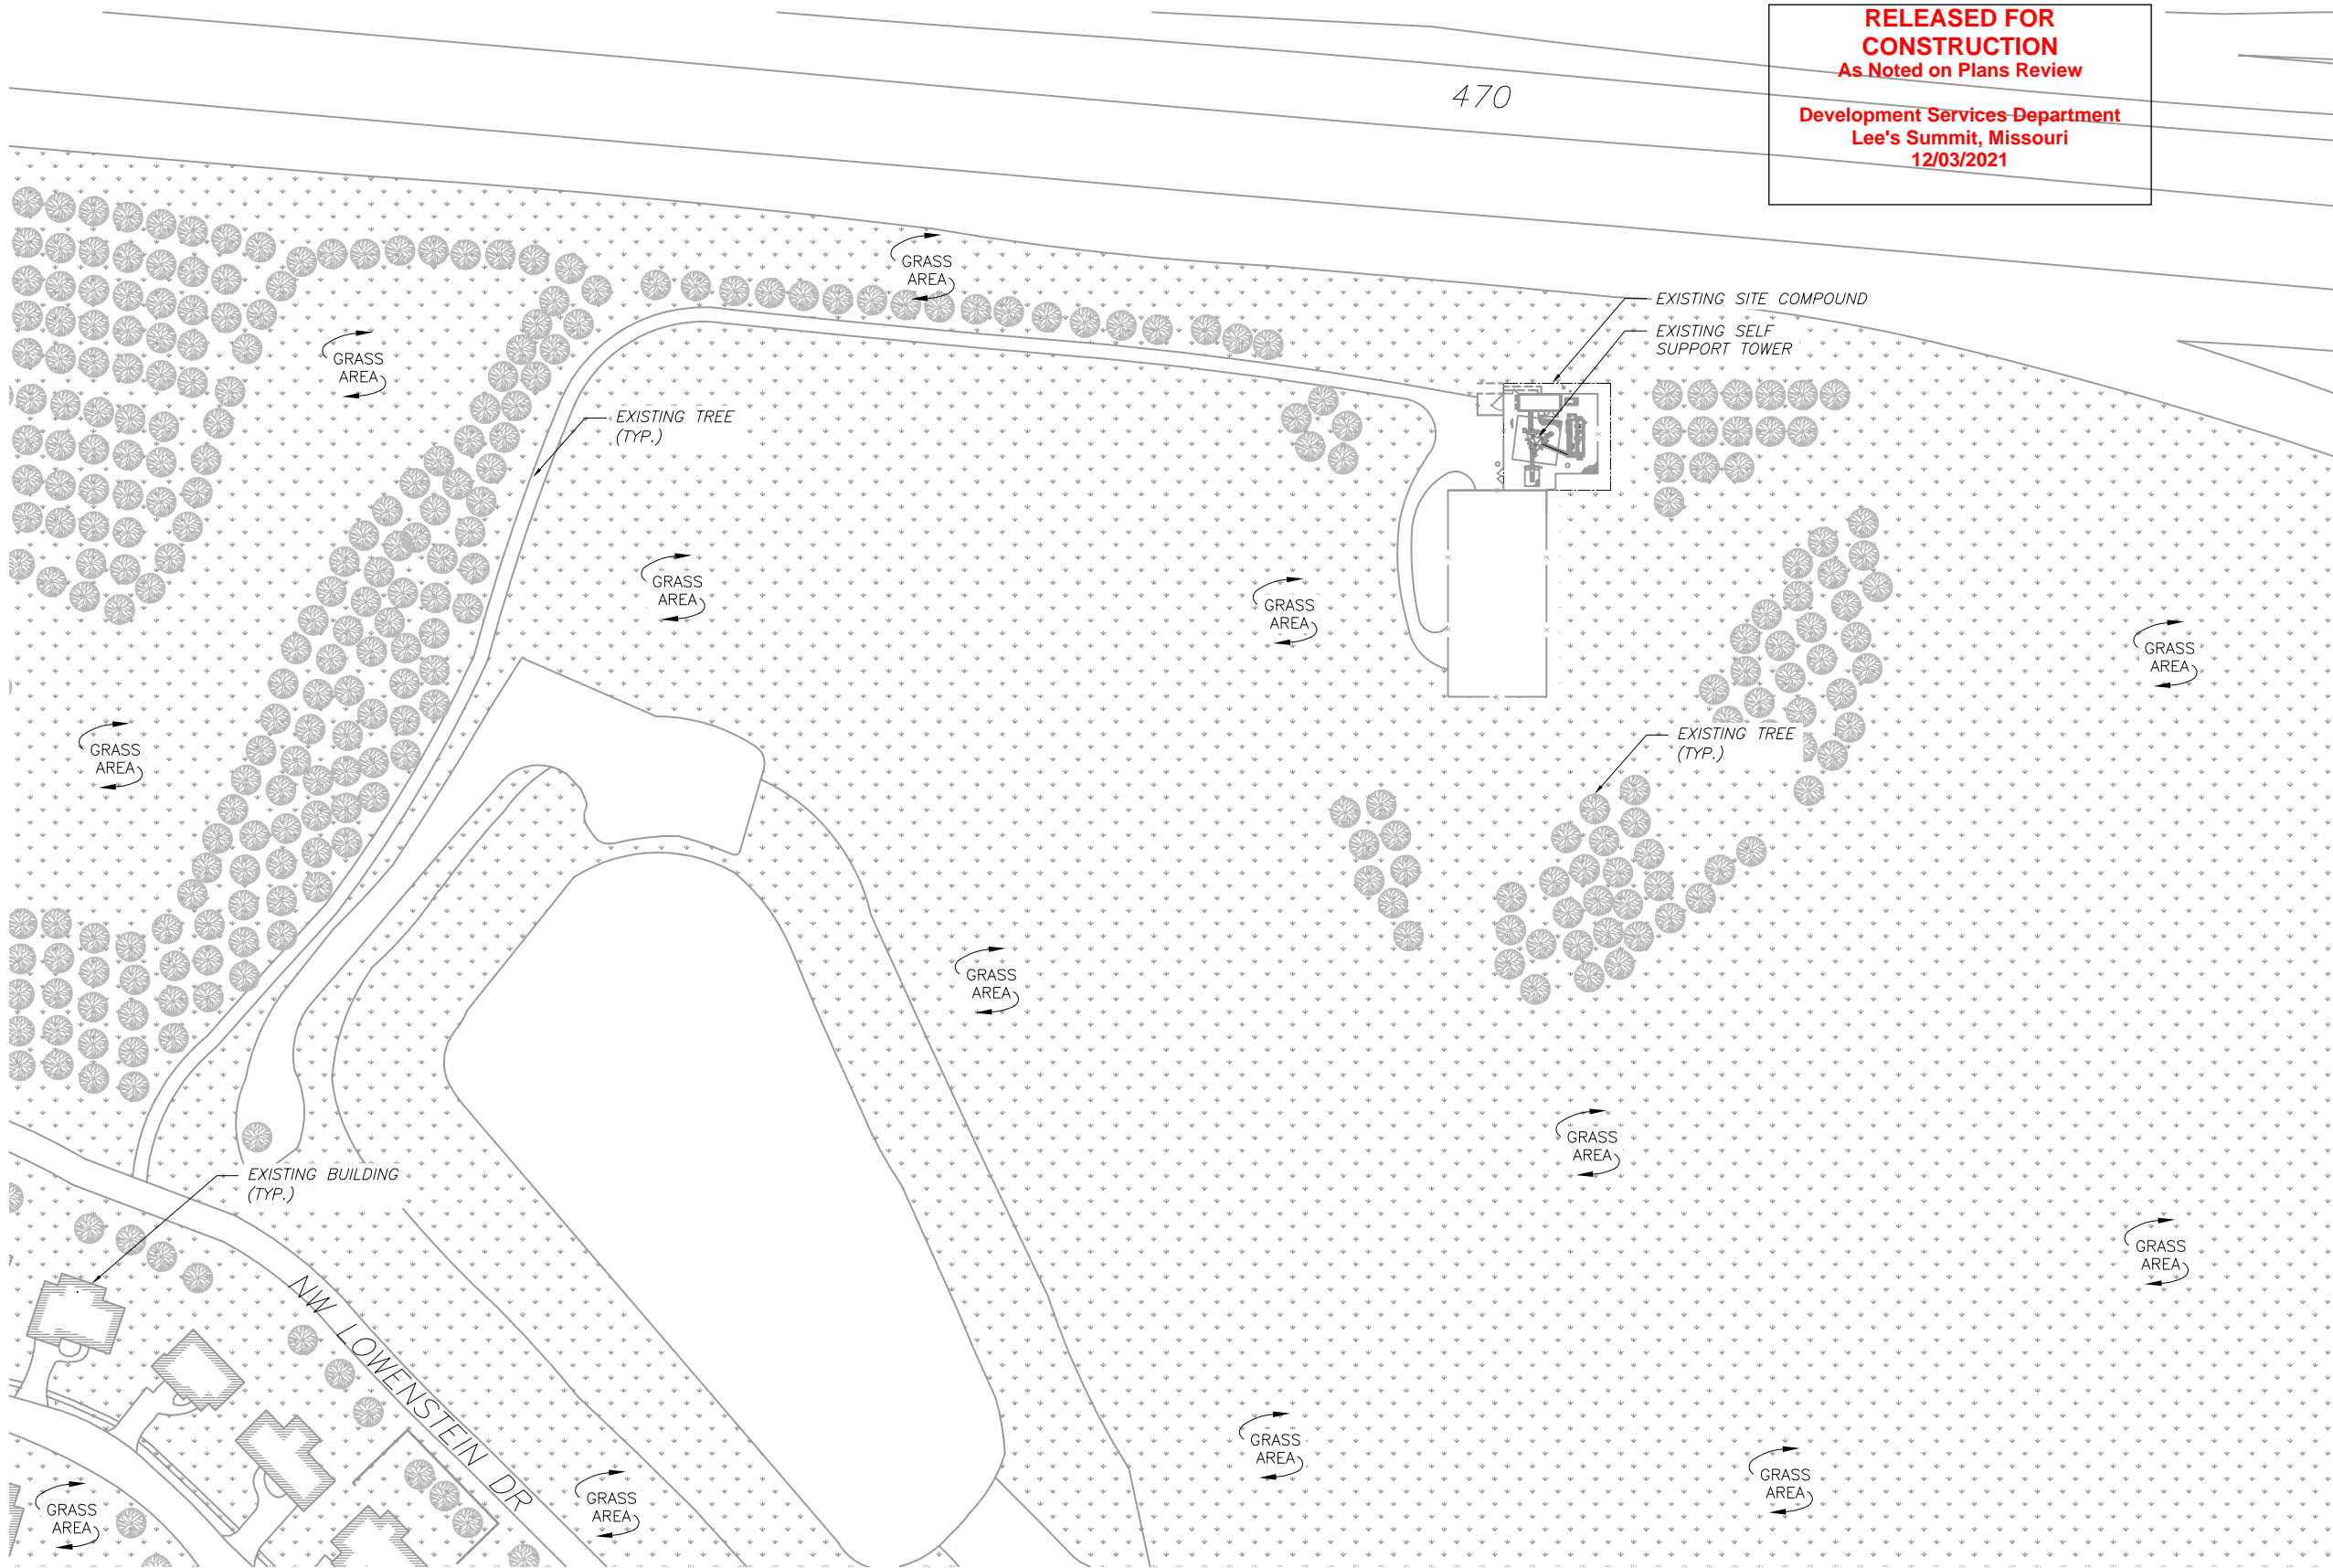 RELEASED FOR
CONSTRUCTION
As Noted on Plans Review
Development Services Department
Lee's Summit, Missouri
12/03/2021
470
GRASS
AREA
EXISTING SITE COMPOUND
EXISTING SELF
SUPPORT TOWER
GRASS
AREA
EXISTING TREE
(TYP.)
GRASS
AREA
GRASS
AREA
GRASS
AREA
GRASS
AREA
EXISTING TREE
(TYP.)
GRASS
AREA
GRASS
AREA
EXISTING BUILDING
(TYP.)
GRASS
AREA
NW LOWENSTEIN DR
GRASS
AREA
GRASS
AREA
GRASS
AREA
GRASS
AREA